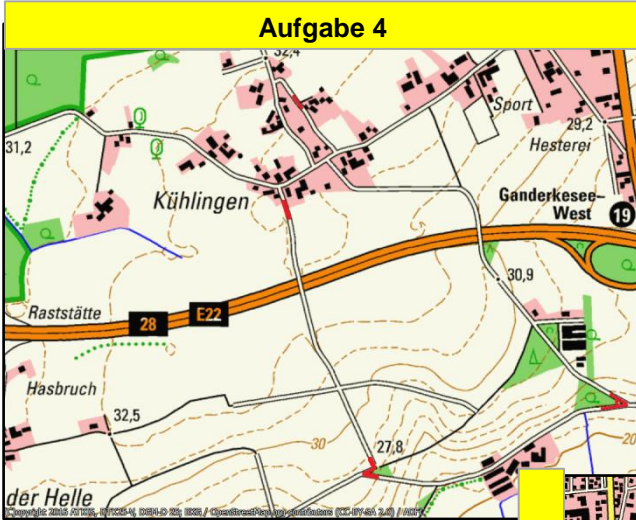 Aufgabe 4
32,4
Sport
29,2
Hesterei
31,2
Kühlingen
Ganderkesee-
West
19
30,9
Raststätte
28
E22
Hasbruch
32,5
30
27,8
20
der Helle